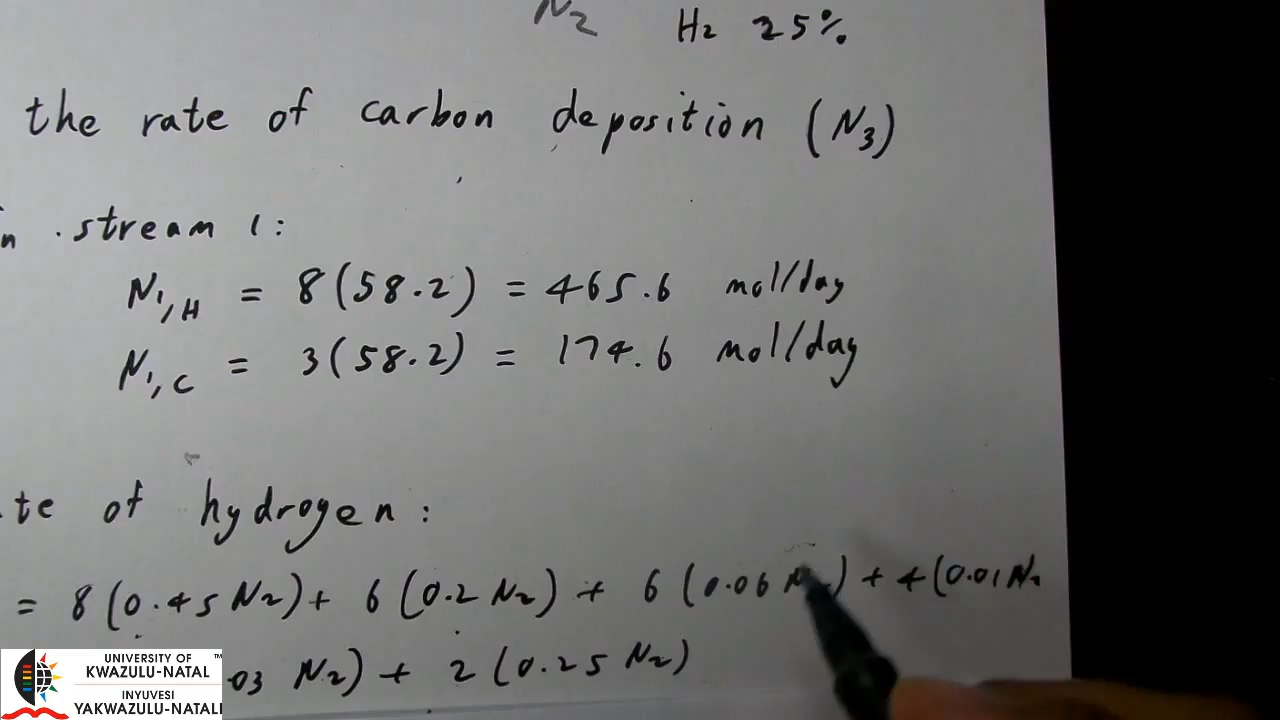 N2 H2 25%
the rate of carbon deposition (N3)
n stream 1:
N1,H = 8(58.2) = 465.6 mol/day
N1,C = 3(58.2) = 174.6 mol/day
te of hydrogen:
= 8(0.45 N2) + 6(0.2 N2) + 6(0.06 N2) + 4(0.01 N2
03 N2) + 2(0.25 N2)
UNIVERSITY OF ™
KWAZULU-NATAL
INYUVESI
YAKWAZULU-NATALI